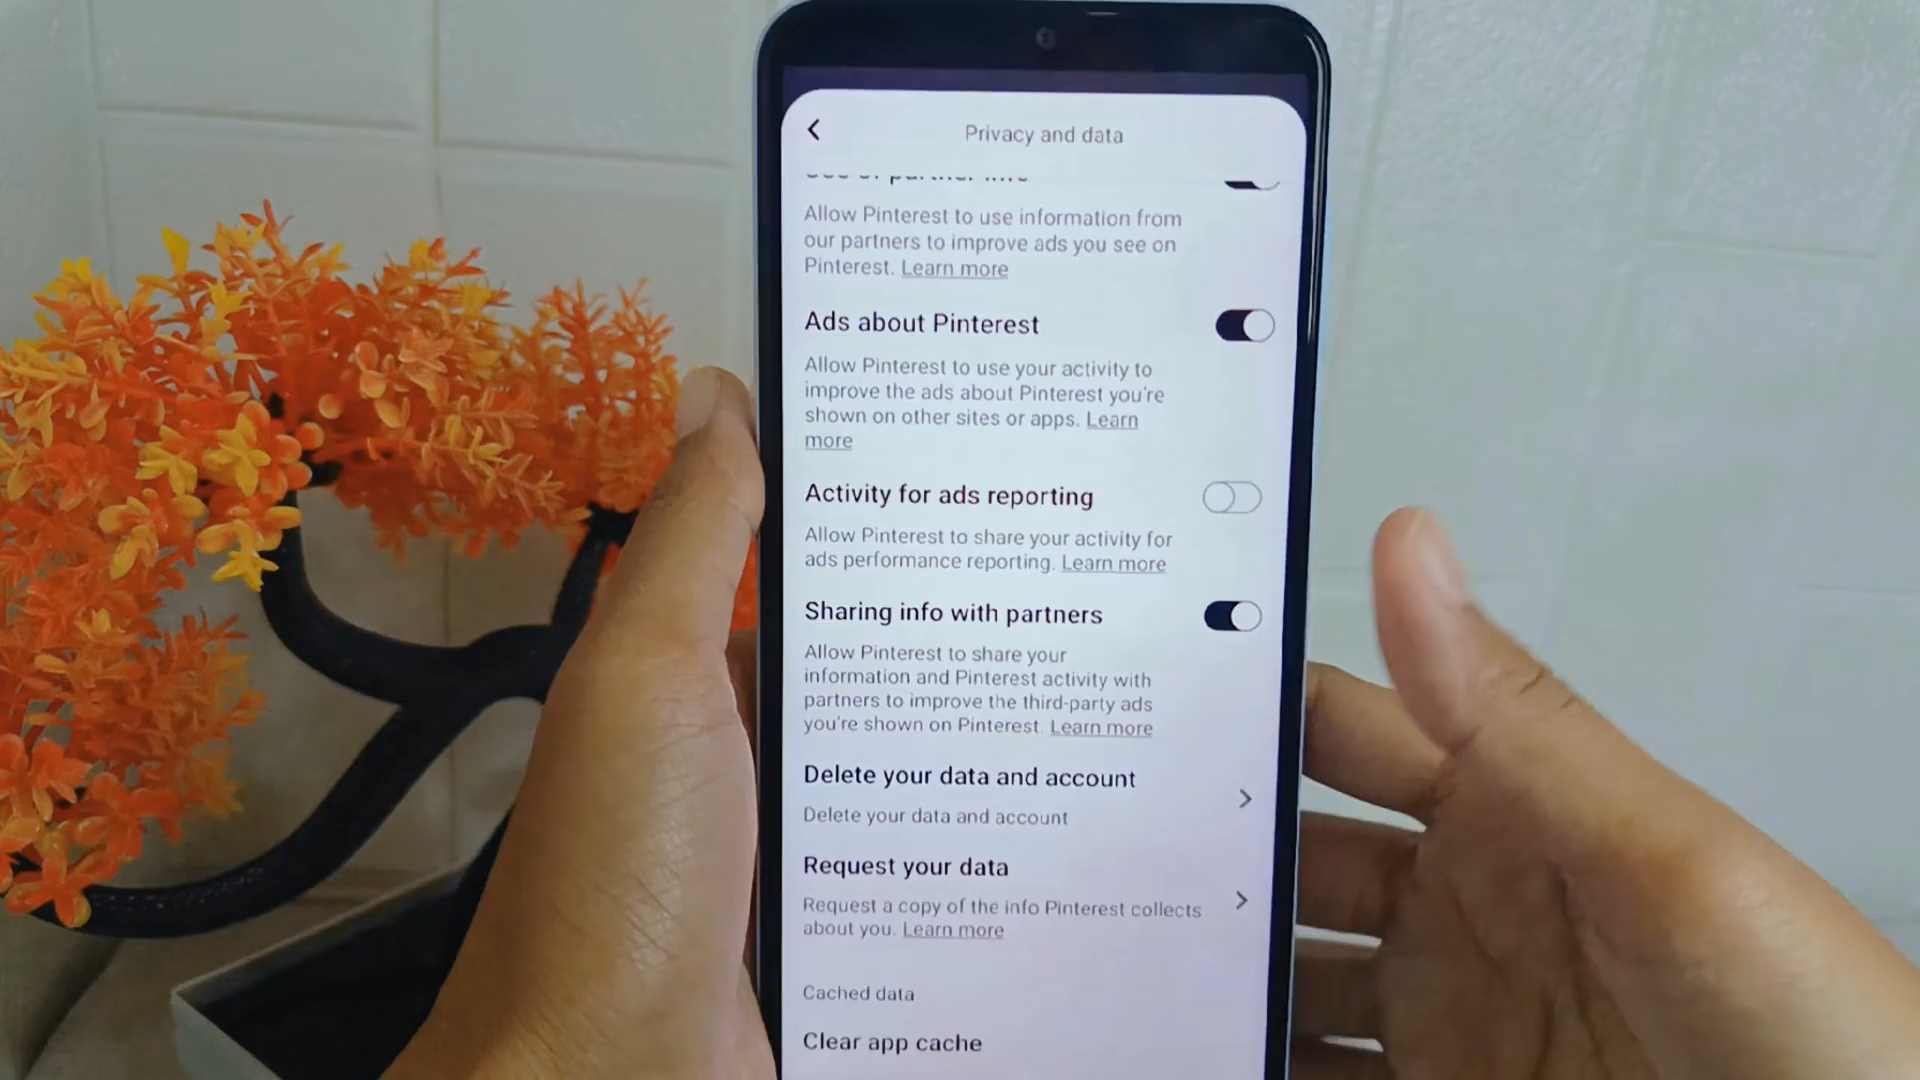 Privacy and data
Allow Pinterest to use information from
our partners to improve ads you see on
Pinterest. Learn more
Ads about Pinterest
Allow Pinterest to use your activity to
improve the ads about Pinterest you're
shown on other sites or apps. Learn
more
Activity for ads reporting
Allow Pinterest to share your activity for
ads performance reporting. Learn more
Sharing info with partners
Allow Pinterest to share your
information and Pinterest activity with
partners to improve the third-party ads
you're shown on Pinterest. Learn more
Delete your data and account
Delete your data and account
Request your data
Request a copy of the info Pinterest collects
about you. Learn more
Cached data
Clear app cache